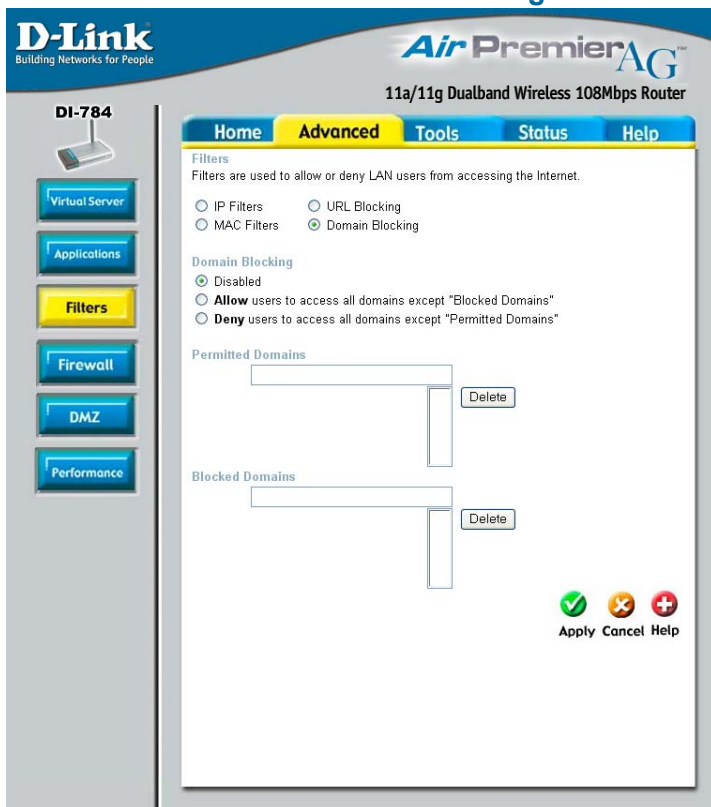 D-Link
Building Networks for People
Air PremierAG™
11a/11g Dualband Wireless 108Mbps Router
DI-784
Home Advanced Tools Status Help
Virtual Server
Applications
Filters
Firewall
DMZ
Performance
Filters
Filters are used to allow or deny LAN users from accessing the Internet.
IP Filters URL Blocking
MAC Filters Domain Blocking
Domain Blocking
Disabled
Allow users to access all domains except "Blocked Domains"
Deny users to access all domains except "Permitted Domains"
Permitted Domains
Delete
Blocked Domains
Delete
Apply Cancel Help